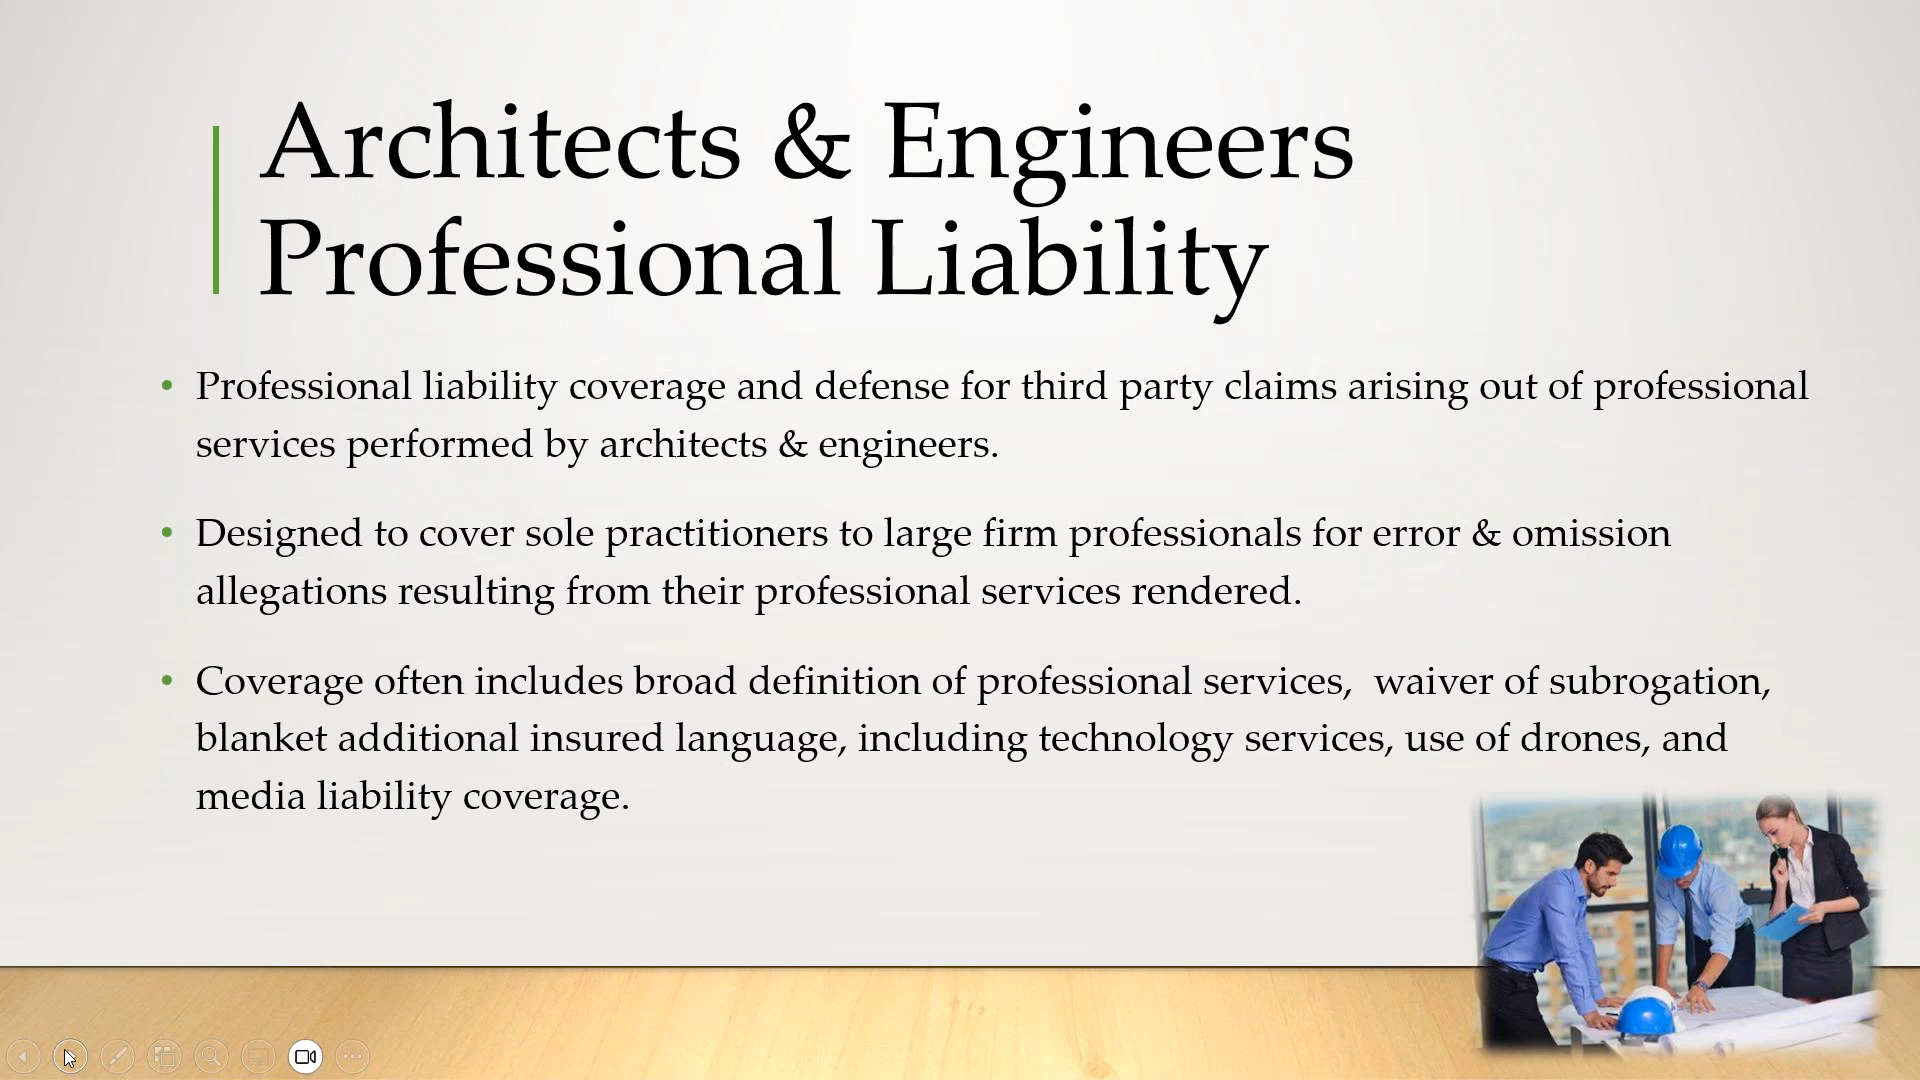 Architects & Engineers
Professional Liability
• Professional liability coverage and defense for third party claims arising out of professional
services performed by architects & engineers.
• Designed to cover sole practitioners to large firm professionals for error & omission
allegations resulting from their professional services rendered.
• Coverage often includes broad definition of professional services,  waiver of subrogation,
blanket additional insured language, including technology services, use of drones, and
media liability coverage.